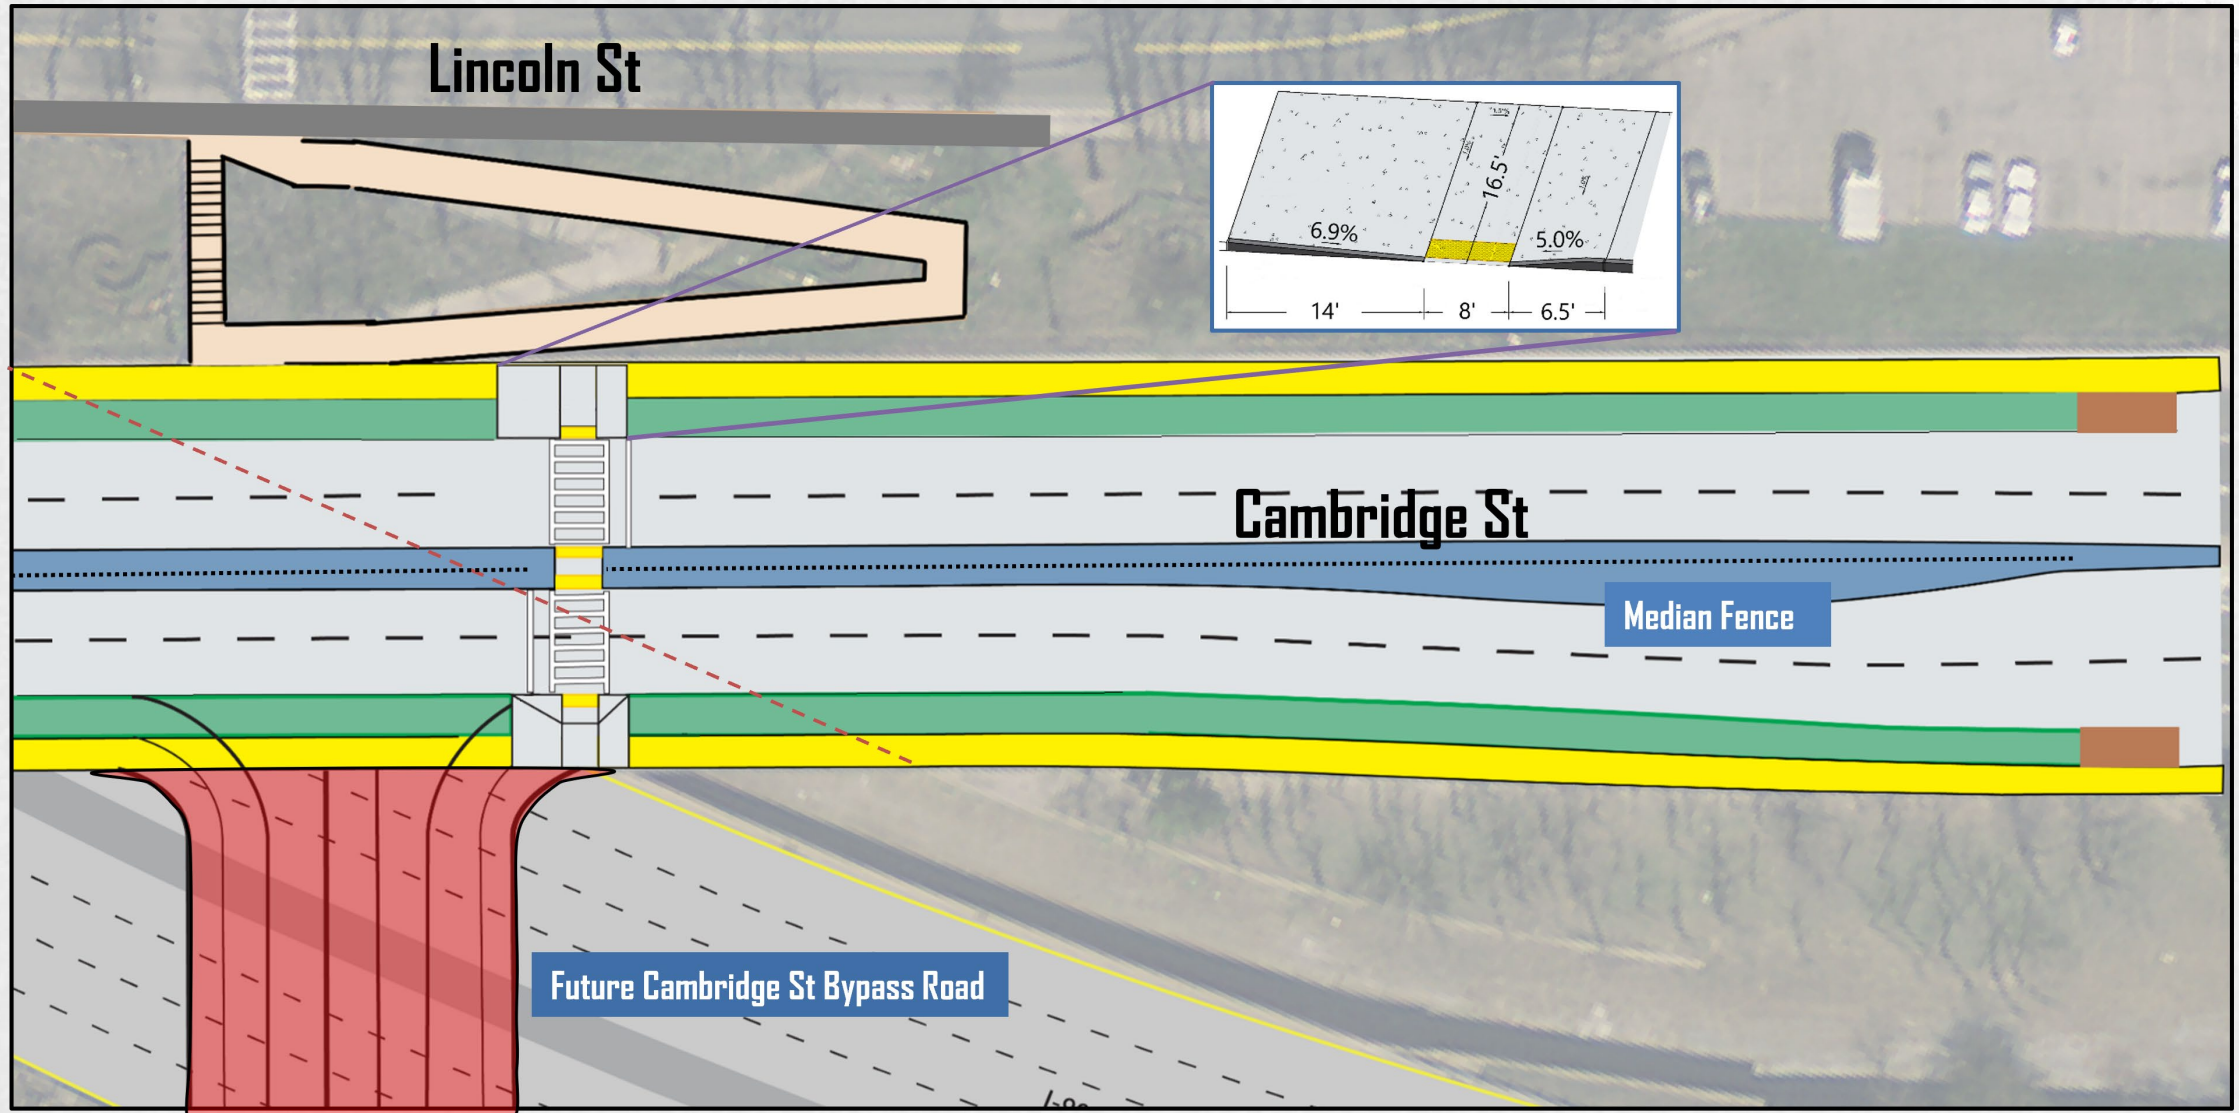 Lincoln St
16.5'
6.9%
5.0%
14'
8'
6.5'
Cambridge St
Median Fence
Future Cambridge St Bypass Road